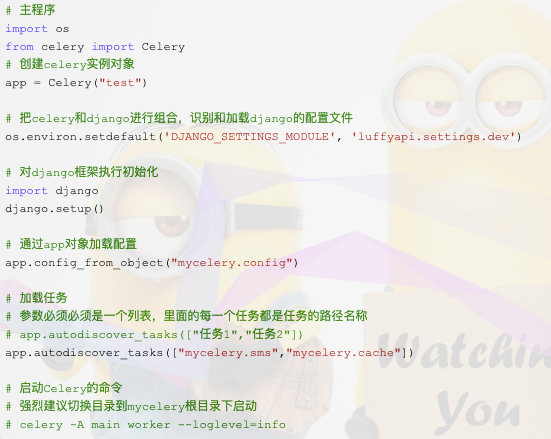 # 主程序
import os
from celery import Celery
# 创建celery实例对象
app = Celery("test")
# 把celery和django进行组合，识别和加载django的配置文件
os.environ.setdefault('DJANGO_SETTINGS_MODULE', 'luffyapi.settings.dev')
# 对django框架执行初始化
import django
django.setup()
# 通过app对象加载配置
app.config_from_object("mycelery.config")
# 加载任务
# 参数必须必须是一个列表，里面的每一个任务都是任务的路径名称
# app.autodiscover_tasks(["任务1","任务2"])
app.autodiscover_tasks(["mycelery.sms","mycelery.cache"])
# 启动Celery的命令
# 强烈建议切换目录到mycelery根目录下启动
# celery -A main worker --loglevel=info
Watchin
You